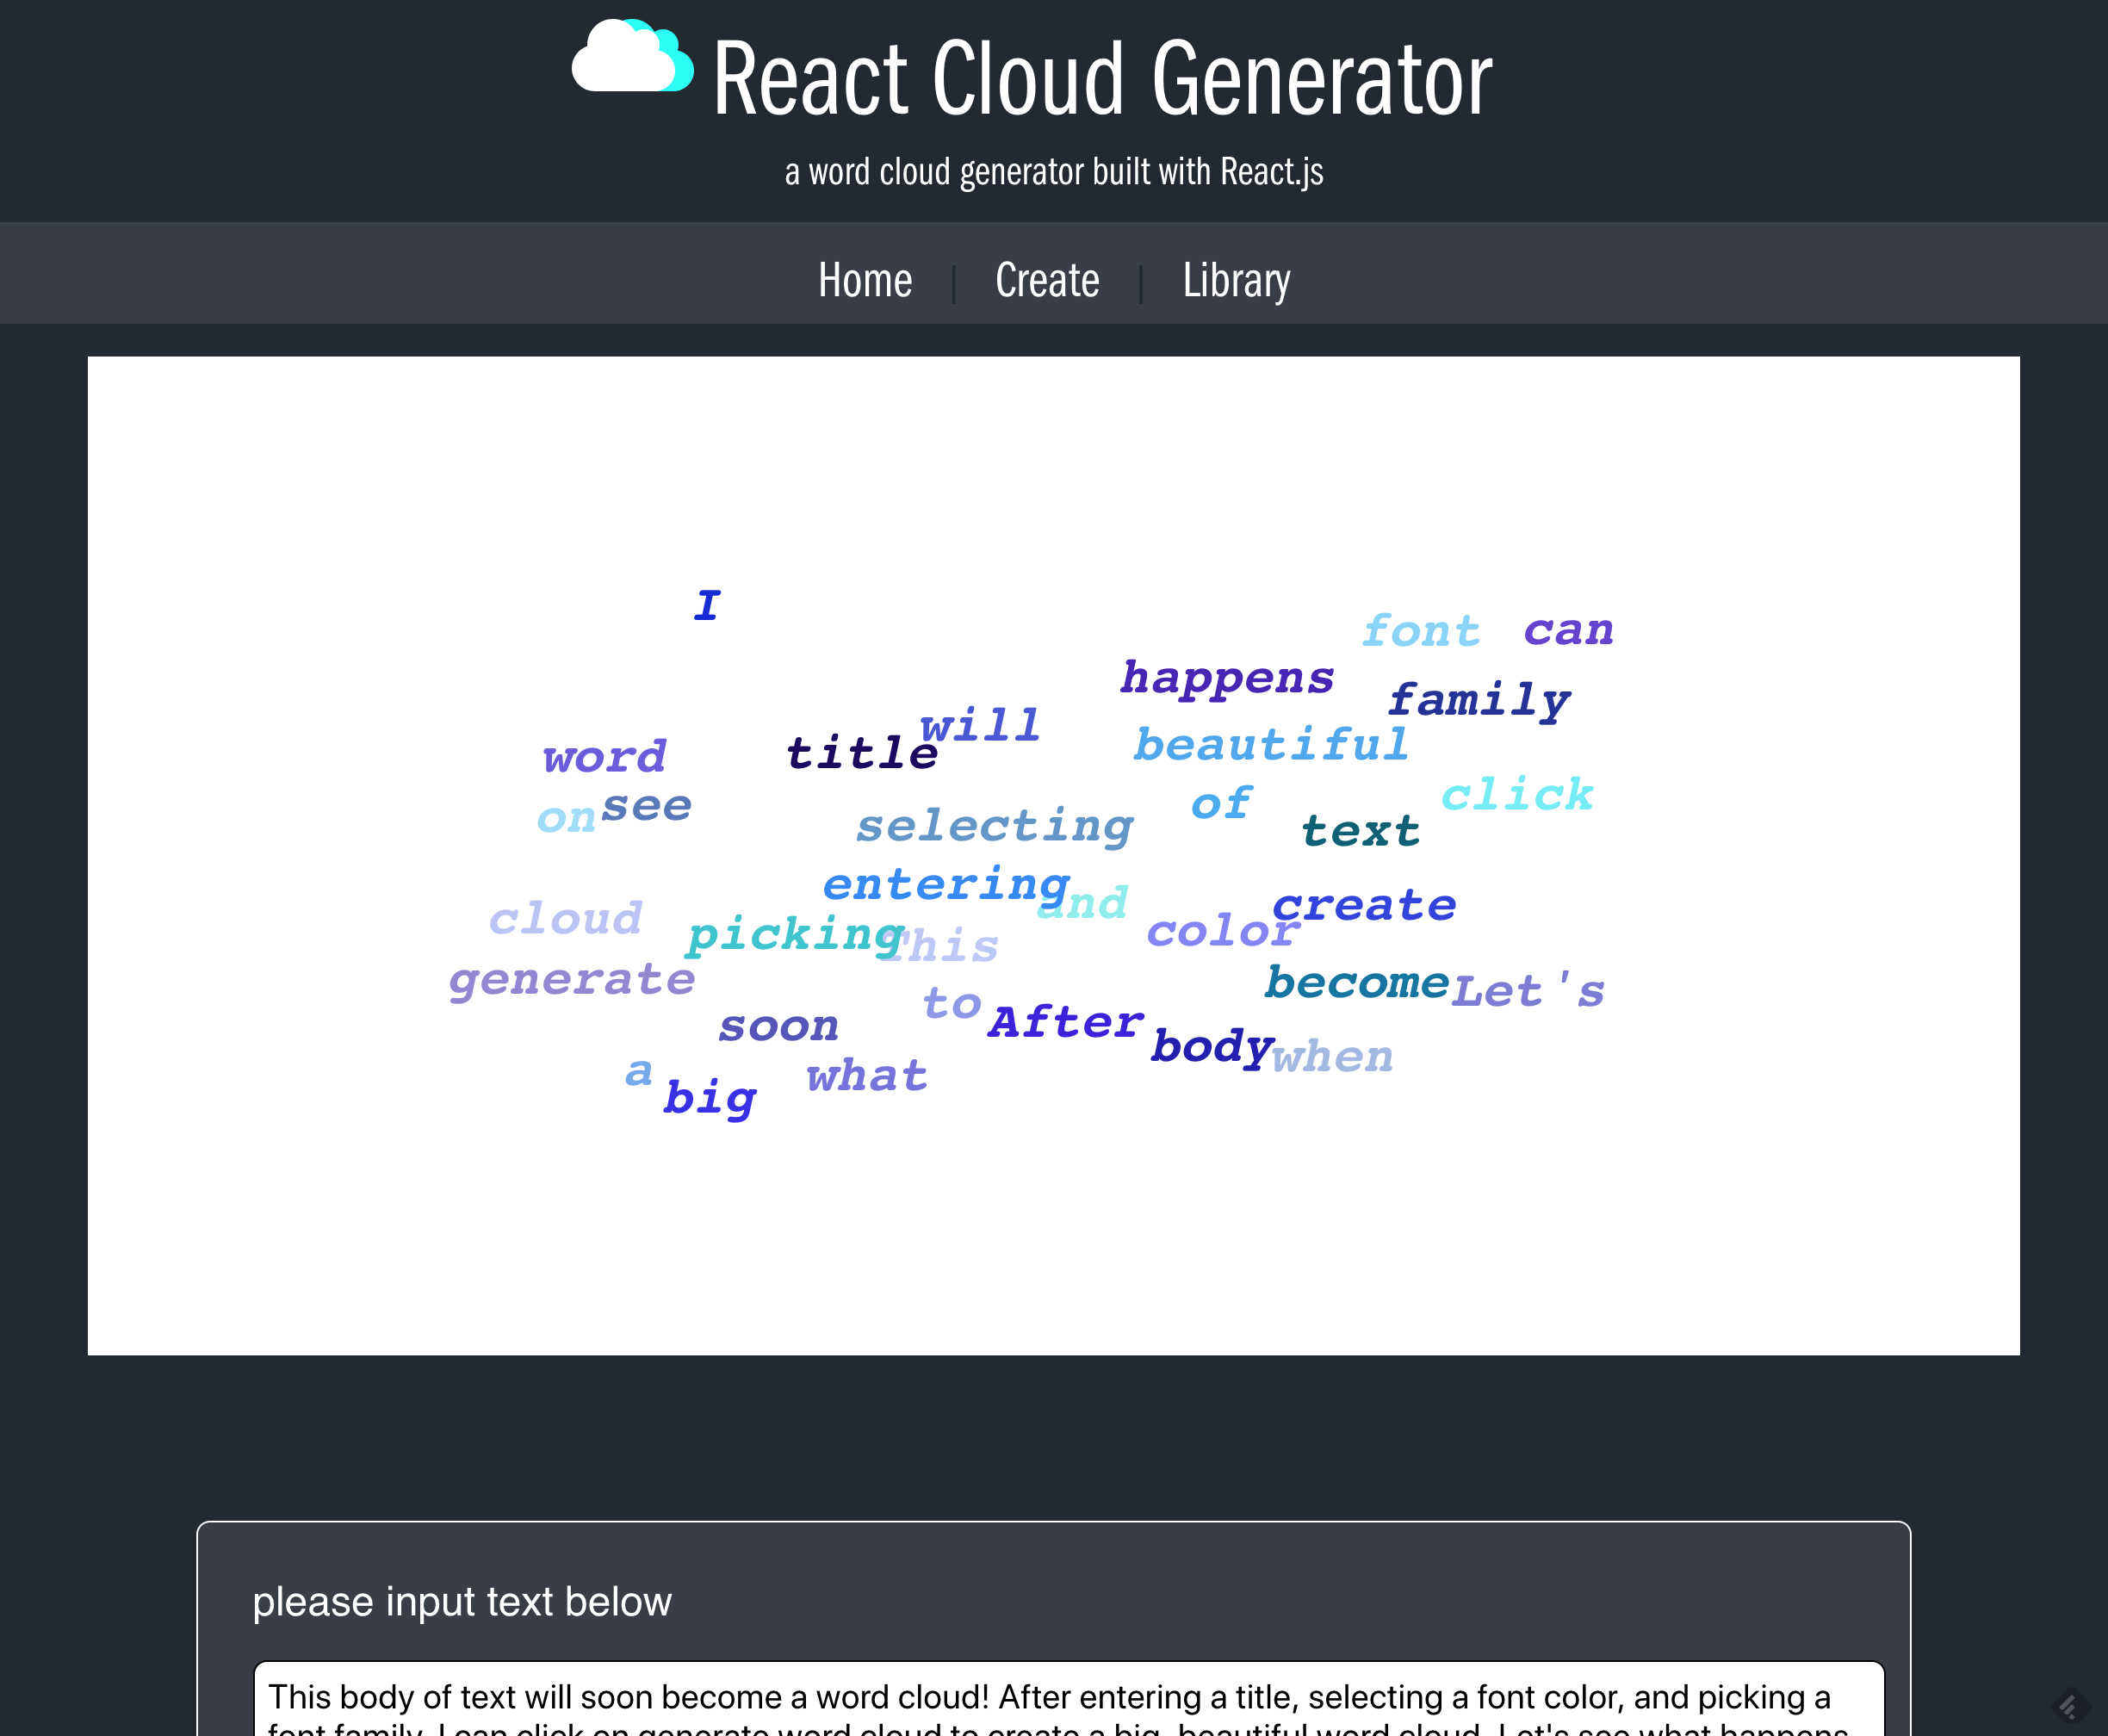 React Cloud Generator
a word cloud generator built with React.js
Home | Create | Library
I
font can
happens
family
will
title
word
beautiful
click
on see
of
selecting
text
entering
and
create
cloud
picking
This
color
generate
become
Let's
to
After
soon
body
when
a
what
big
please input text below
This body of text will soon become a word cloud! After entering a title, selecting a font color, and picking a
font family, I can click on generate word cloud to create a big, beautiful word cloud. Let's see what happens